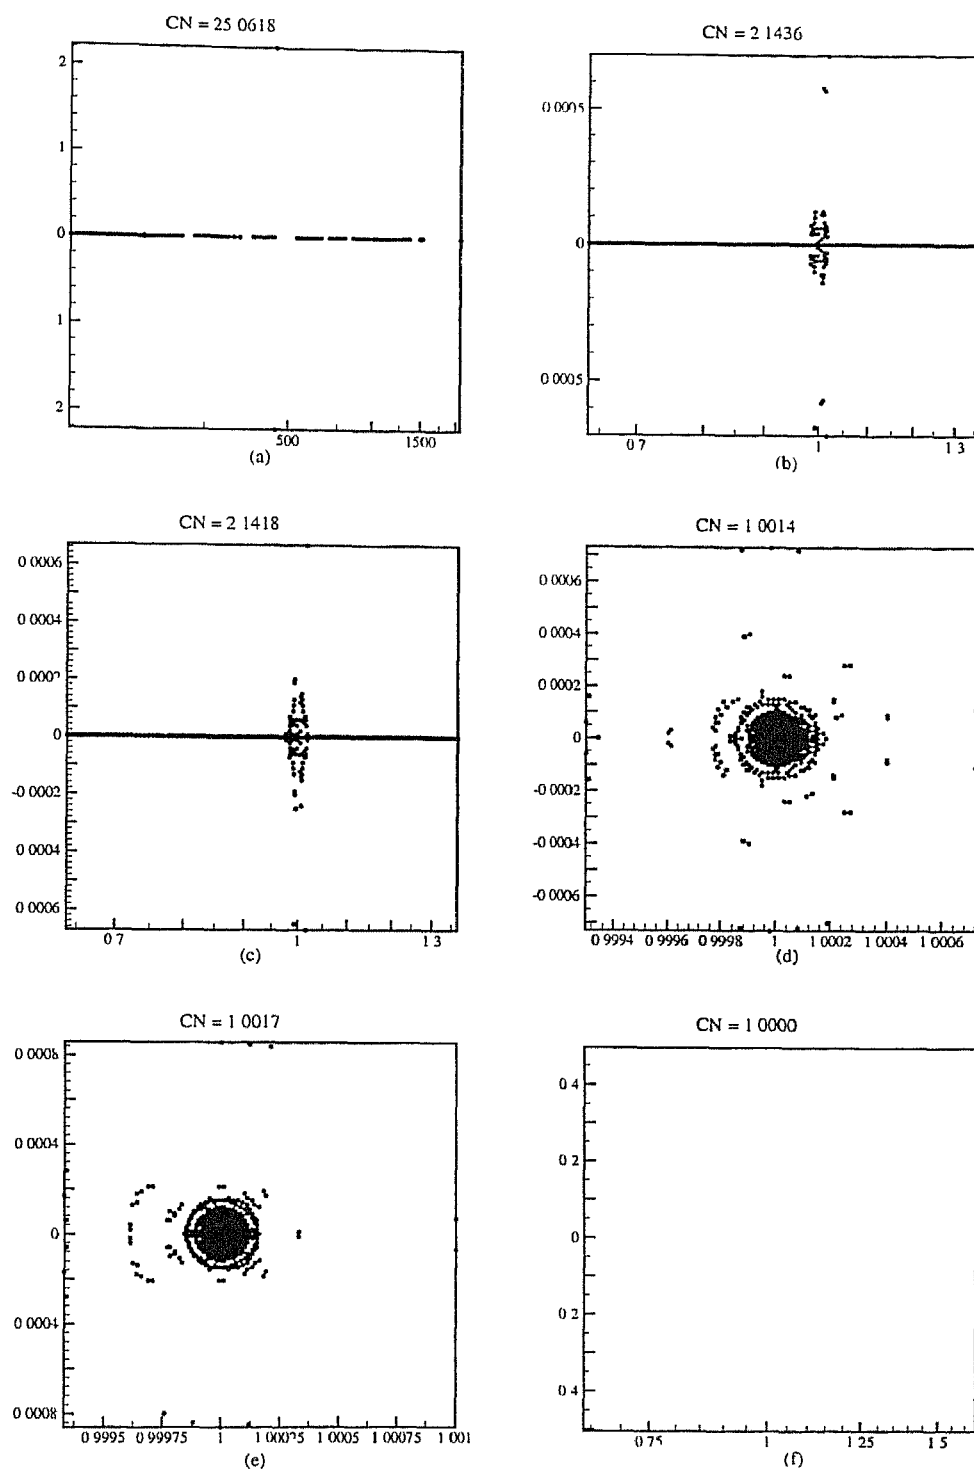 CN = 25 0618
2
1
0
1
2
500 1500
(a)
CN = 2 1436
0 0005
0
0 0005
0 7 1 1 3
(b)
CN = 2 1418
0 0006
0 0004
0 0002
0
-0 0002
0 0004
0 0006
0 7 1 1 3
(c)
CN = 1 0014
0 0006
0 0004
0 0002
0
-0 0002
-0 0004
-0 0006
0 9994 0 9996 0 9998 1 1 0002 1 0004 1 0006
(d)
CN = 1 0017
0 0008
0 0004
0
0 0004
0 0008
0 9995 0 99975 1 1 00025 1 0005 1 00075 1 001
(e)
CN = 1 0000
0 4
0 2
0
0 2
0 4
0 75 1 1 25 1 5
(f)